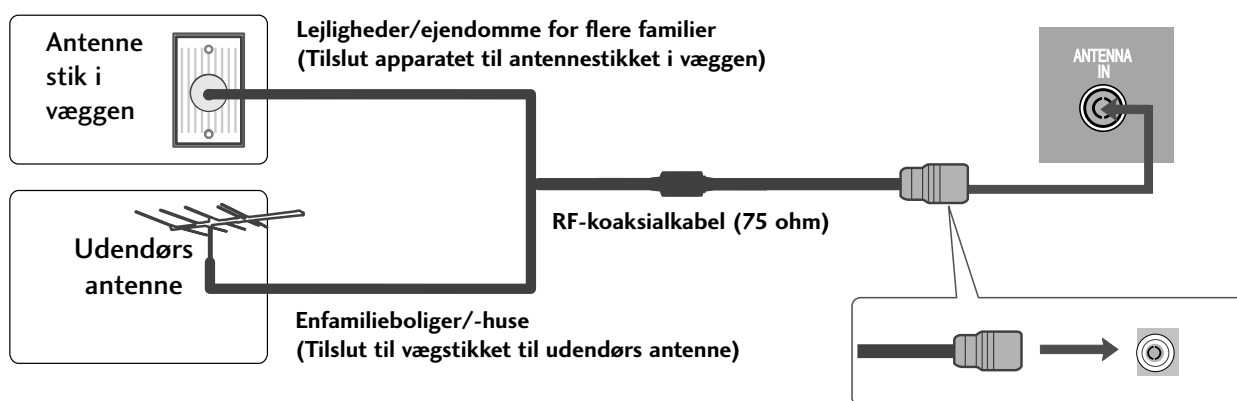 Antenne
stik i
væggen
Lejligheder/ejendomme for flere familier
(Tilslut apparatet til antennestikket i væggen)
ANTENNA
IN
RF-koaksialkabel (75 ohm)
Udendørs
antenne
Enfamilieboliger/-huse
(Tilslut til vægstikket til udendørs antenne)